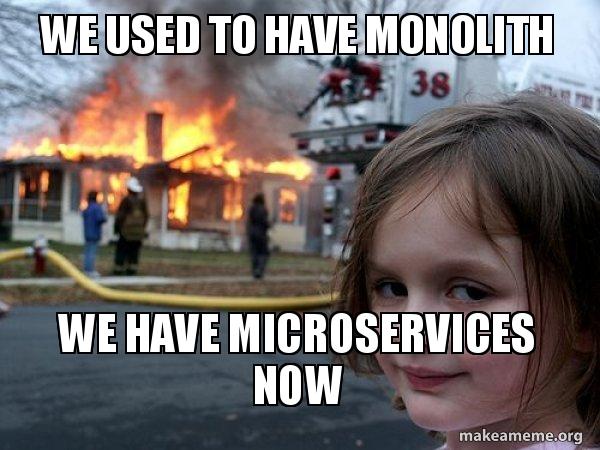 WE USED TO HAVE MONOLITH
38
WE HAVE MICROSERVICES
NOW
makeameme.org